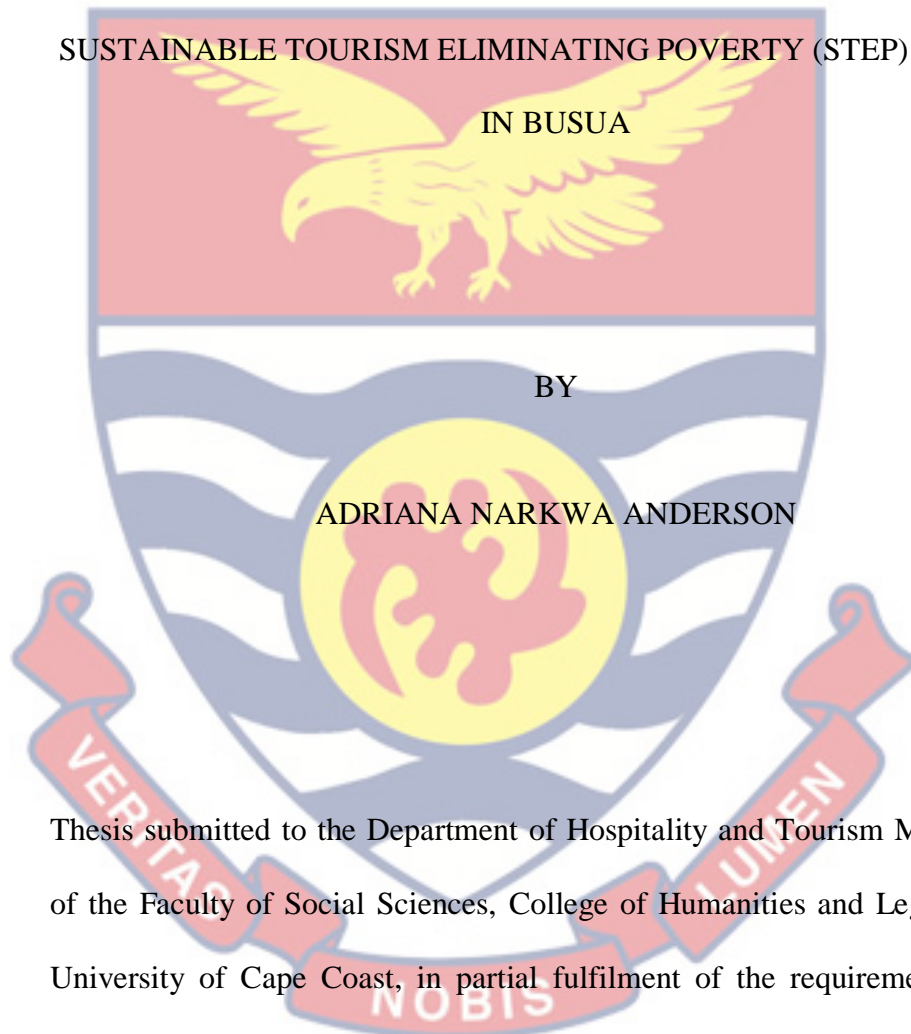 SUSTAINABLE TOURISM ELIMINATING POVERTY (STEP)
IN BUSUA
BY
ADRIANA NARKWA ANDERSON
Thesis submitted to the Department of Hospitality and Tourism M
of the Faculty of Social Sciences, College of Humanities and Le
University of Cape Coast, in partial fulfilment of the requireme
VERITAS
NOBIS
LUMEN